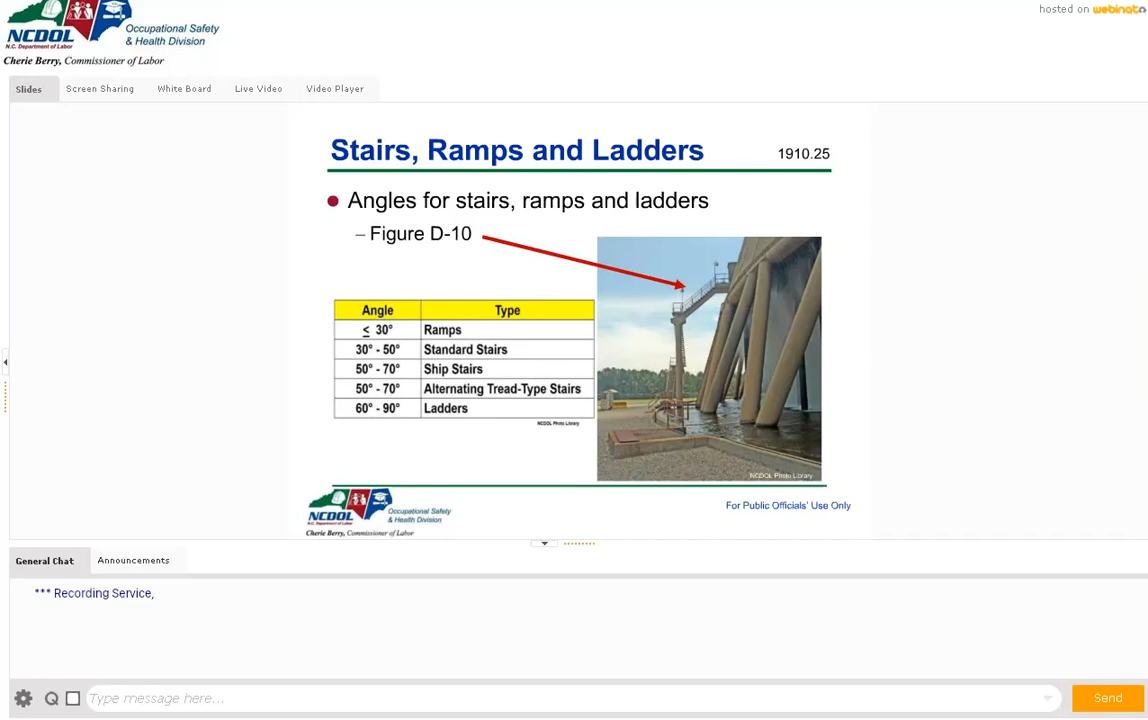 hosted on webinato
NCDOL
N.C. Department of Labor
Occupational Safety
& Health Division
Cherie Berry, Commissioner of Labor
Slides
Screen Sharing
White Board
Live Video
Video Player
Stairs, Ramps and Ladders
1910.25
Angles for stairs, ramps and ladders
– Figure D-10
Angle Type
≤ 30° Ramps
30° - 50° Standard Stairs
50° - 70° Ship Stairs
50° - 70° Alternating Tread-Type Stairs
60° - 90° Ladders
NCDOL Photo Library
NCDOL Photo Library
NCDOL
N.C. Department of Labor
Occupational Safety
& Health Division
Cherie Berry, Commissioner of Labor
For Public Officials' Use Only
General Chat
Announcements
*** Recording Service,
Type message here...
Send